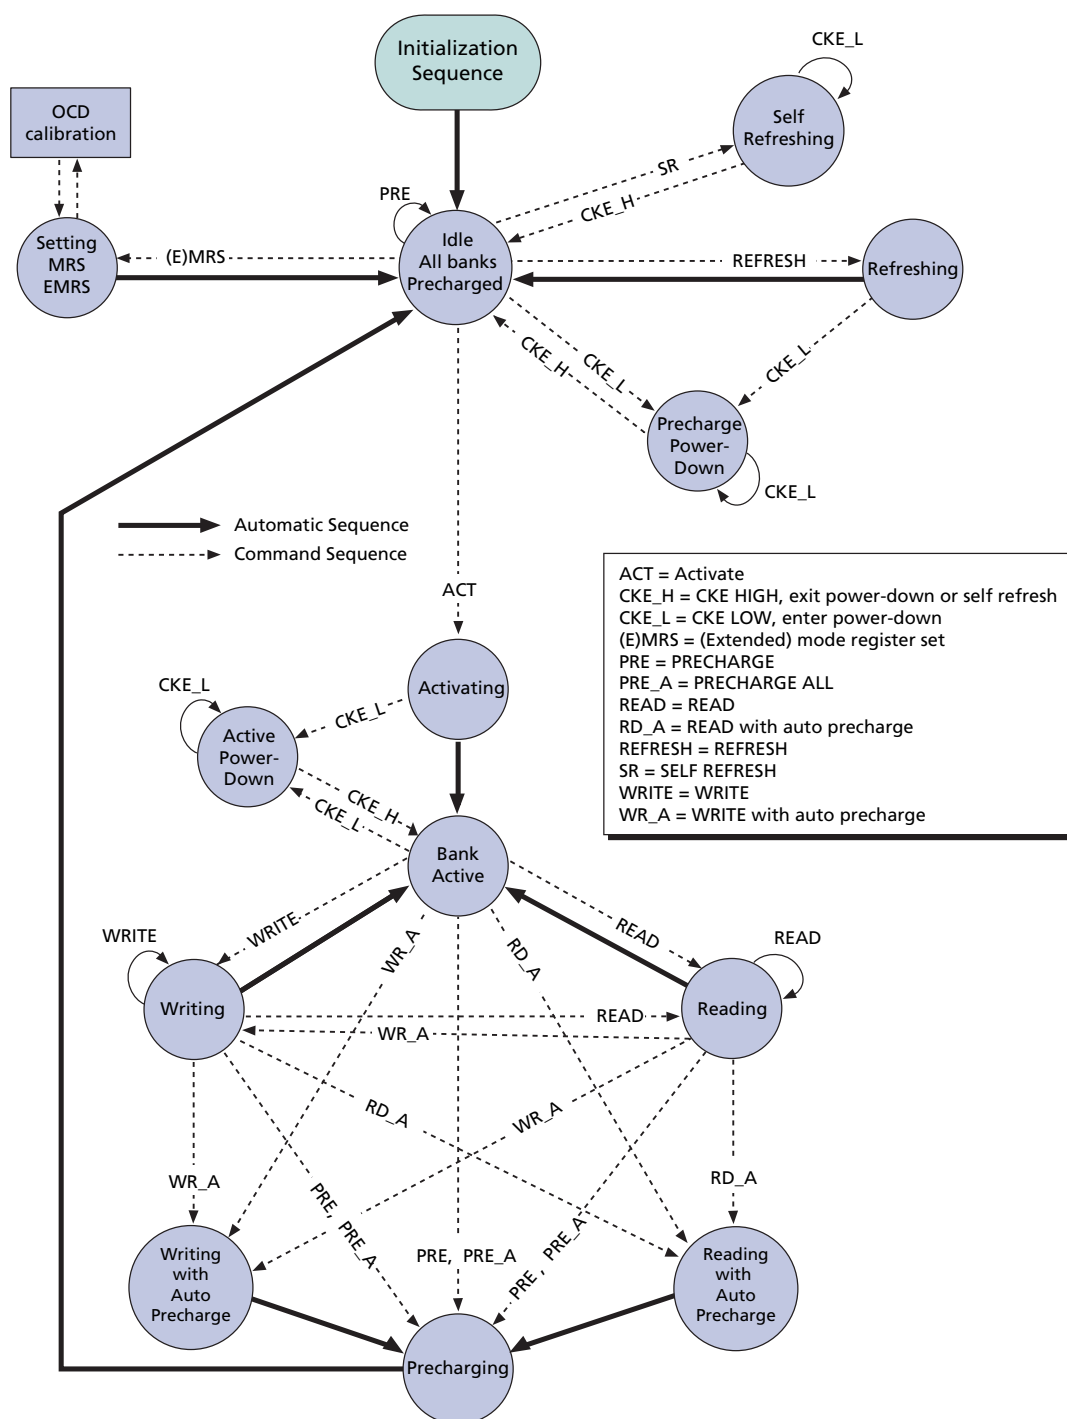 Initialization
Sequence
CKE_L
OCD
calibration
Self
Refreshing
SR
CKE_H
PRE
Setting
MRS
EMRS
(E)MRS
Idle
All banks
Precharged
REFRESH
Refreshing
CKE_H
CKE_L
CKE_L
Precharge
Power-
Down
CKE_L
Automatic Sequence
Command Sequence
ACT
ACT = Activate
CKE_H = CKE HIGH, exit power-down or self refresh
CKE_L = CKE LOW, enter power-down
(E)MRS = (Extended) mode register set
PRE = PRECHARGE
PRE_A = PRECHARGE ALL
READ = READ
RD_A = READ with auto precharge
REFRESH = REFRESH
SR = SELF REFRESH
WRITE = WRITE
WR_A = WRITE with auto precharge
Activating
CKE_L
CKE_L
Active
Power-
Down
CKE_H
CKE_L
Bank
Active
WRITE
WRITE
WR_A
RD_A
READ
READ
Writing
READ
WR_A
Reading
RD_A
WR_A
WR_A
RD_A
PRE, PRE_A
PRE, PRE_A
PRE, PRE_A
Writing
with
Auto
Precharge
Reading
with
Auto
Precharge
Precharging